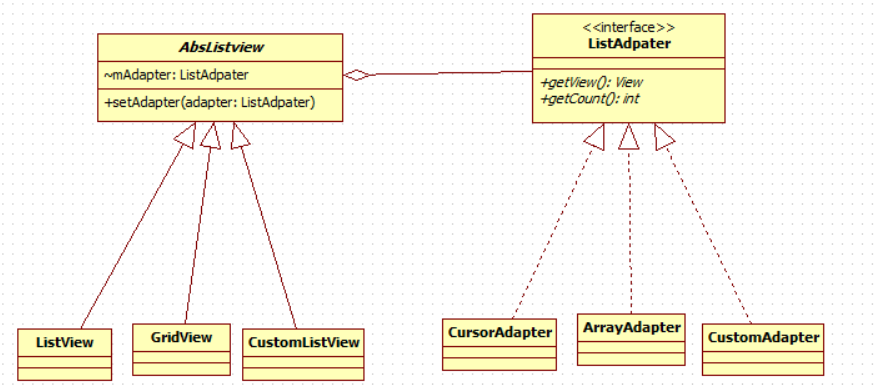 AbsListview
~mAdapter: ListAdpater
+setAdapter(adapter: ListAdpater)
<<interface>>
ListAdpater
+getView(): View
+getCount(): int
ListView
GridView
CustomListView
CursorAdapter
ArrayAdapter
CustomAdapter